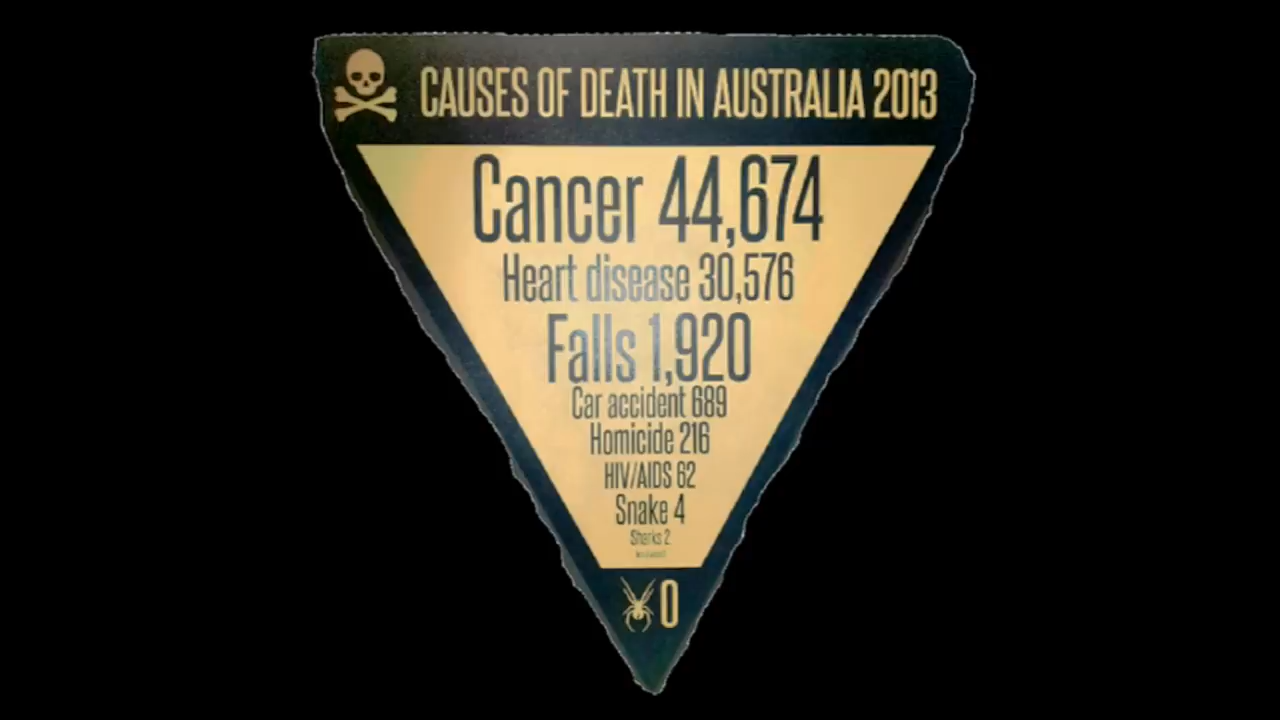 CAUSES OF DEATH IN AUSTRALIA 2013
Cancer 44,674
Heart disease 30,576
Falls 1,920
Car accident 689
Homicide 216
HIV/AIDS 62
Snake 4
Sharks 2
0